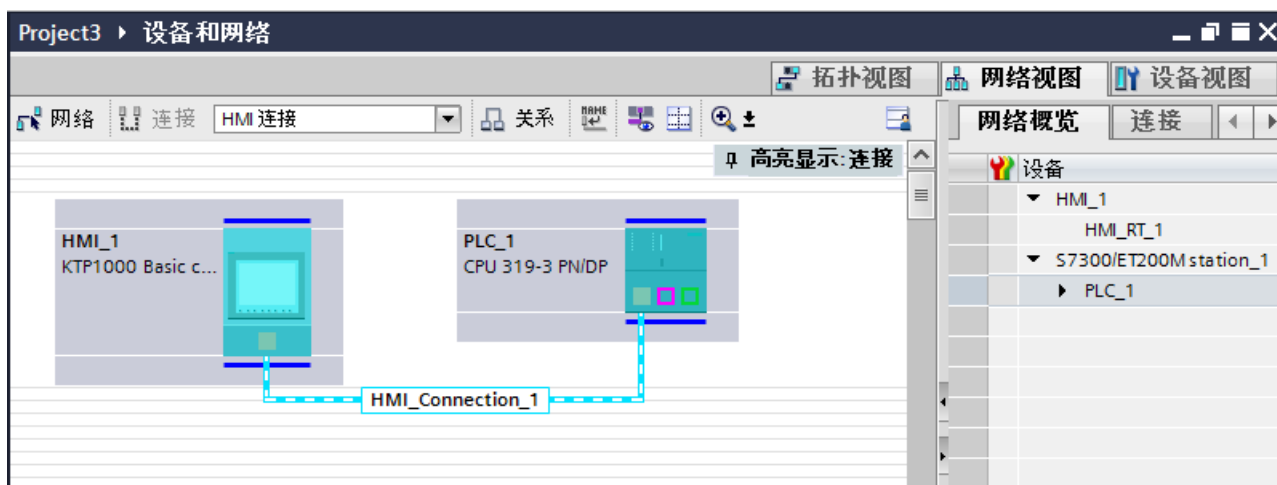 Project3 ▸ 设备和网络
拓扑视图 网络视图 设备视图
网络 连接 HMI 连接 关系 NAME 网络概览 连接
高亮显示:连接
设备
HMI_1
HMI_RT_1
S7300/ET200M station_1
PLC_1
HMI_1
KTP1000 Basic c...
PLC_1
CPU 319-3 PN/DP
HMI_Connection_1